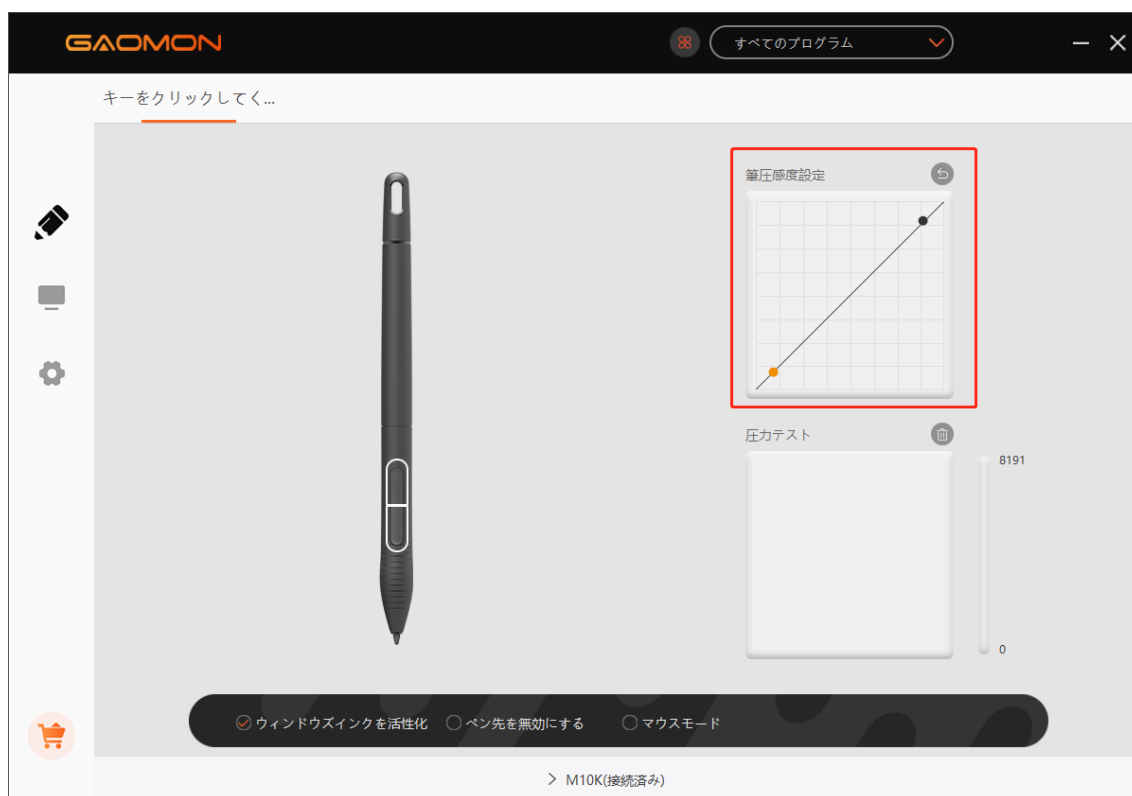 GAOMON
すべてのプログラム
キーをクリックしてく...
筆圧感度設定
圧力テスト
8191
0
ウィンドウズインクを活性化
ペン先を無効にする
マウスモード
M10K(接続済み)